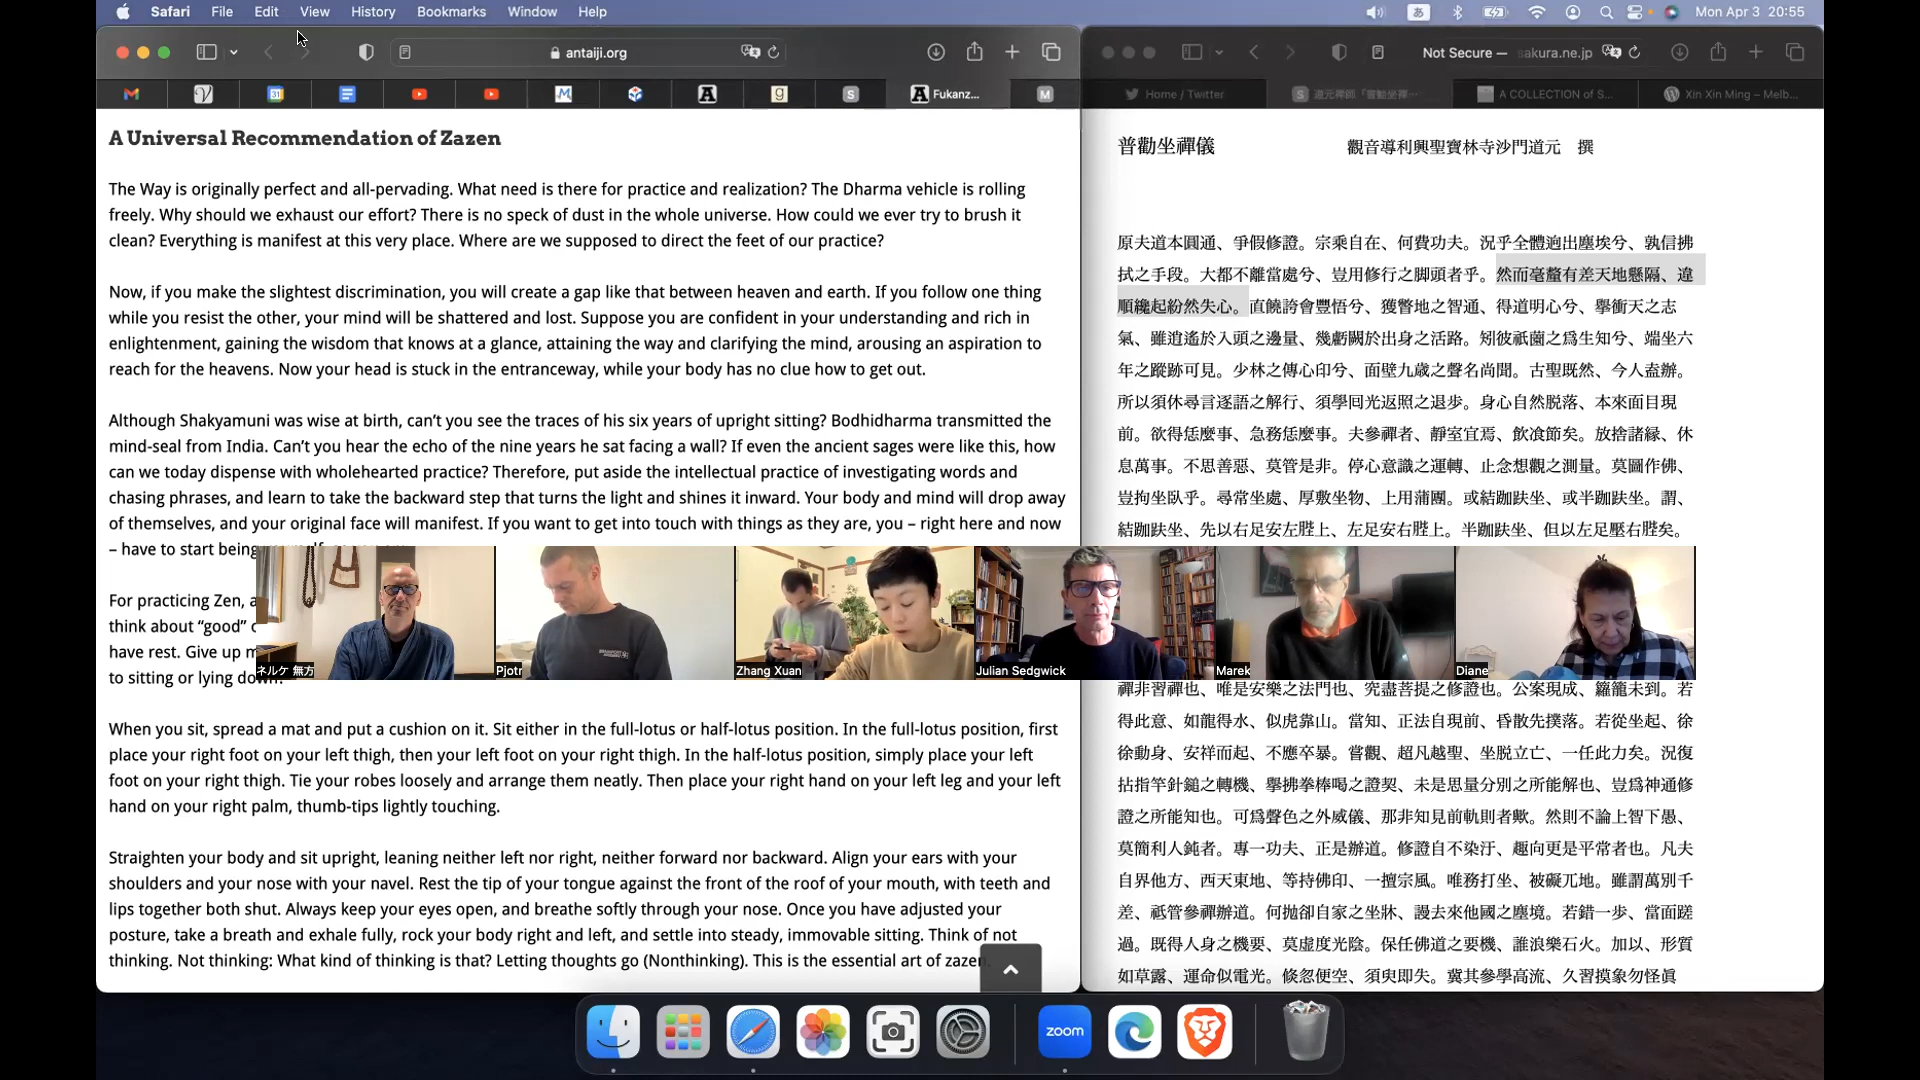 Safari File Edit View History Bookmarks Window Help
あ
Mon Apr 3 20:55
antaiji.org
Not Secure — sakura.ne.jp
Fukanz...
Home / Twitter
A COLLECTION of S...
Xin Xin Ming – Melb...
A Universal Recommendation of Zazen
The Way is originally perfect and all-pervading. What need is there for practice and realization? The Dharma vehicle is rolling
freely. Why should we exhaust our effort? There is no speck of dust in the whole universe. How could we ever try to brush it
clean? Everything is manifest at this very place. Where are we supposed to direct the feet of our practice?
Now, if you make the slightest discrimination, you will create a gap like that between heaven and earth. If you follow one thing
while you resist the other, your mind will be shattered and lost. Suppose you are confident in your understanding and rich in
enlightenment, gaining the wisdom that knows at a glance, attaining the way and clarifying the mind, arousing an aspiration to
reach for the heavens. Now your head is stuck in the entranceway, while your body has no clue how to get out.
Although Shakyamuni was wise at birth, can’t you see the traces of his six years of upright sitting? Bodhidharma transmitted the
mind-seal from India. Can’t you hear the echo of the nine years he sat facing a wall? If even the ancient sages were like this, how
can we today dispense with wholehearted practice? Therefore, put aside the intellectual practice of investigating words and
chasing phrases, and learn to take the backward step that turns the light and shines it inward. Your body and mind will drop away
of themselves, and your original face will manifest. If you want to get into touch with things as they are, you – right here and now
– have to start being
For practicing Zen, a
think about “good” o
have rest. Give up m
to sitting or lying down.
When you sit, spread a mat and put a cushion on it. Sit either in the full-lotus or half-lotus position. In the full-lotus position, first
place your right foot on your left thigh, then your left foot on your right thigh. In the half-lotus position, simply place your left
foot on your right thigh. Tie your robes loosely and arrange them neatly. Then place your right hand on your left leg and your left
hand on your right palm, thumb-tips lightly touching.
Straighten your body and sit upright, leaning neither left nor right, neither forward nor backward. Align your ears with your
shoulders and your nose with your navel. Rest the tip of your tongue against the front of the roof of your mouth, with teeth and
lips together both shut. Always keep your eyes open, and breathe softly through your nose. Once you have adjusted your
posture, take a breath and exhale fully, rock your body right and left, and settle into steady, immovable sitting. Think of not
thinking. Not thinking: What kind of thinking is that? Letting thoughts go (Nonthinking). This is the essential art of zazen.
普勸坐禪儀 觀音導利興聖寶林寺沙門道元 撰
原夫道本圓通、爭假修證。宗乘自在、何費功夫。況乎全體逈出塵埃兮、孰信拂
拭之手段。大都不離當處兮、豈用修行之脚頭者乎。然而毫釐有差天地懸隔、違
順纔起紛然失心。直饒誇會豐悟兮、獲瞥地之智通、得道明心兮、擧衝天之志
氣、雖逍遙於入頭之邊量、幾虧闕於出身之活路。矧彼祇薗之爲生知兮、端坐六
年之蹤跡可見。少林之傳心印兮、面壁九歳之聲名尚聞。古聖既然、今人盍辦。
所以須休尋言逐語之解行、須學囘光返照之退歩。身心自然脱落、本來面目現
前。欲得恁麼事、急務恁麼事。夫參禪者、靜室宜焉、飲飡節矣。放捨諸緣、休
息萬事。不思善惡、莫管是非。停心意識之運轉、止念想觀之測量。莫圖作佛、
豈拘坐臥乎。尋常坐處、厚敷坐物、上用蒲團。或結跏趺坐、或半跏趺坐。謂、
結跏趺坐、先以右足安左䏶上、左足安右䏶上。半跏趺坐、但以左足壓右䏶矣。
禪非習禪也、唯是安樂之法門也、究盡菩提之修證也。公案現成、籮籠未到。若
得此意、如龍得水、似虎靠山。當知、正法自現前、昏散先撲落。若從坐起、徐
徐動身、安祥而起、不應卒暴。嘗觀、超凡越聖、坐脱立亡、一任此力矣。況復
拈指竿針鎚之轉機、擧拂拳棒喝之證契、未是思量分別之所能解也、豈爲神通修
證之所能知也。可爲聲色之外威儀、那非知見前軌則者歟。然則不論上智下愚、
莫簡利人鈍者。專一功夫、正是辦道。修證自不染汙、趣向更是平常者也。凡夫
自界他方、西天東地、等持佛印、一擅宗風。唯務打坐、被礙兀地。雖謂萬別千
差、祇管參禪辦道。何抛卻自家之坐牀、謾去來他國之塵境。若錯一歩、當面蹉
過。既得人身之機要、莫虚度光陰。保任佛道之要機、誰浪樂石火。加以、形質
如草露、運命似電光。倏忽便空、須臾即失。冀其參學高流、久習摸象勿怪眞
ネルケ 無方
Pjotr
Zhang Xuan
Julian Sedgwick
Marek
Diane
zoom